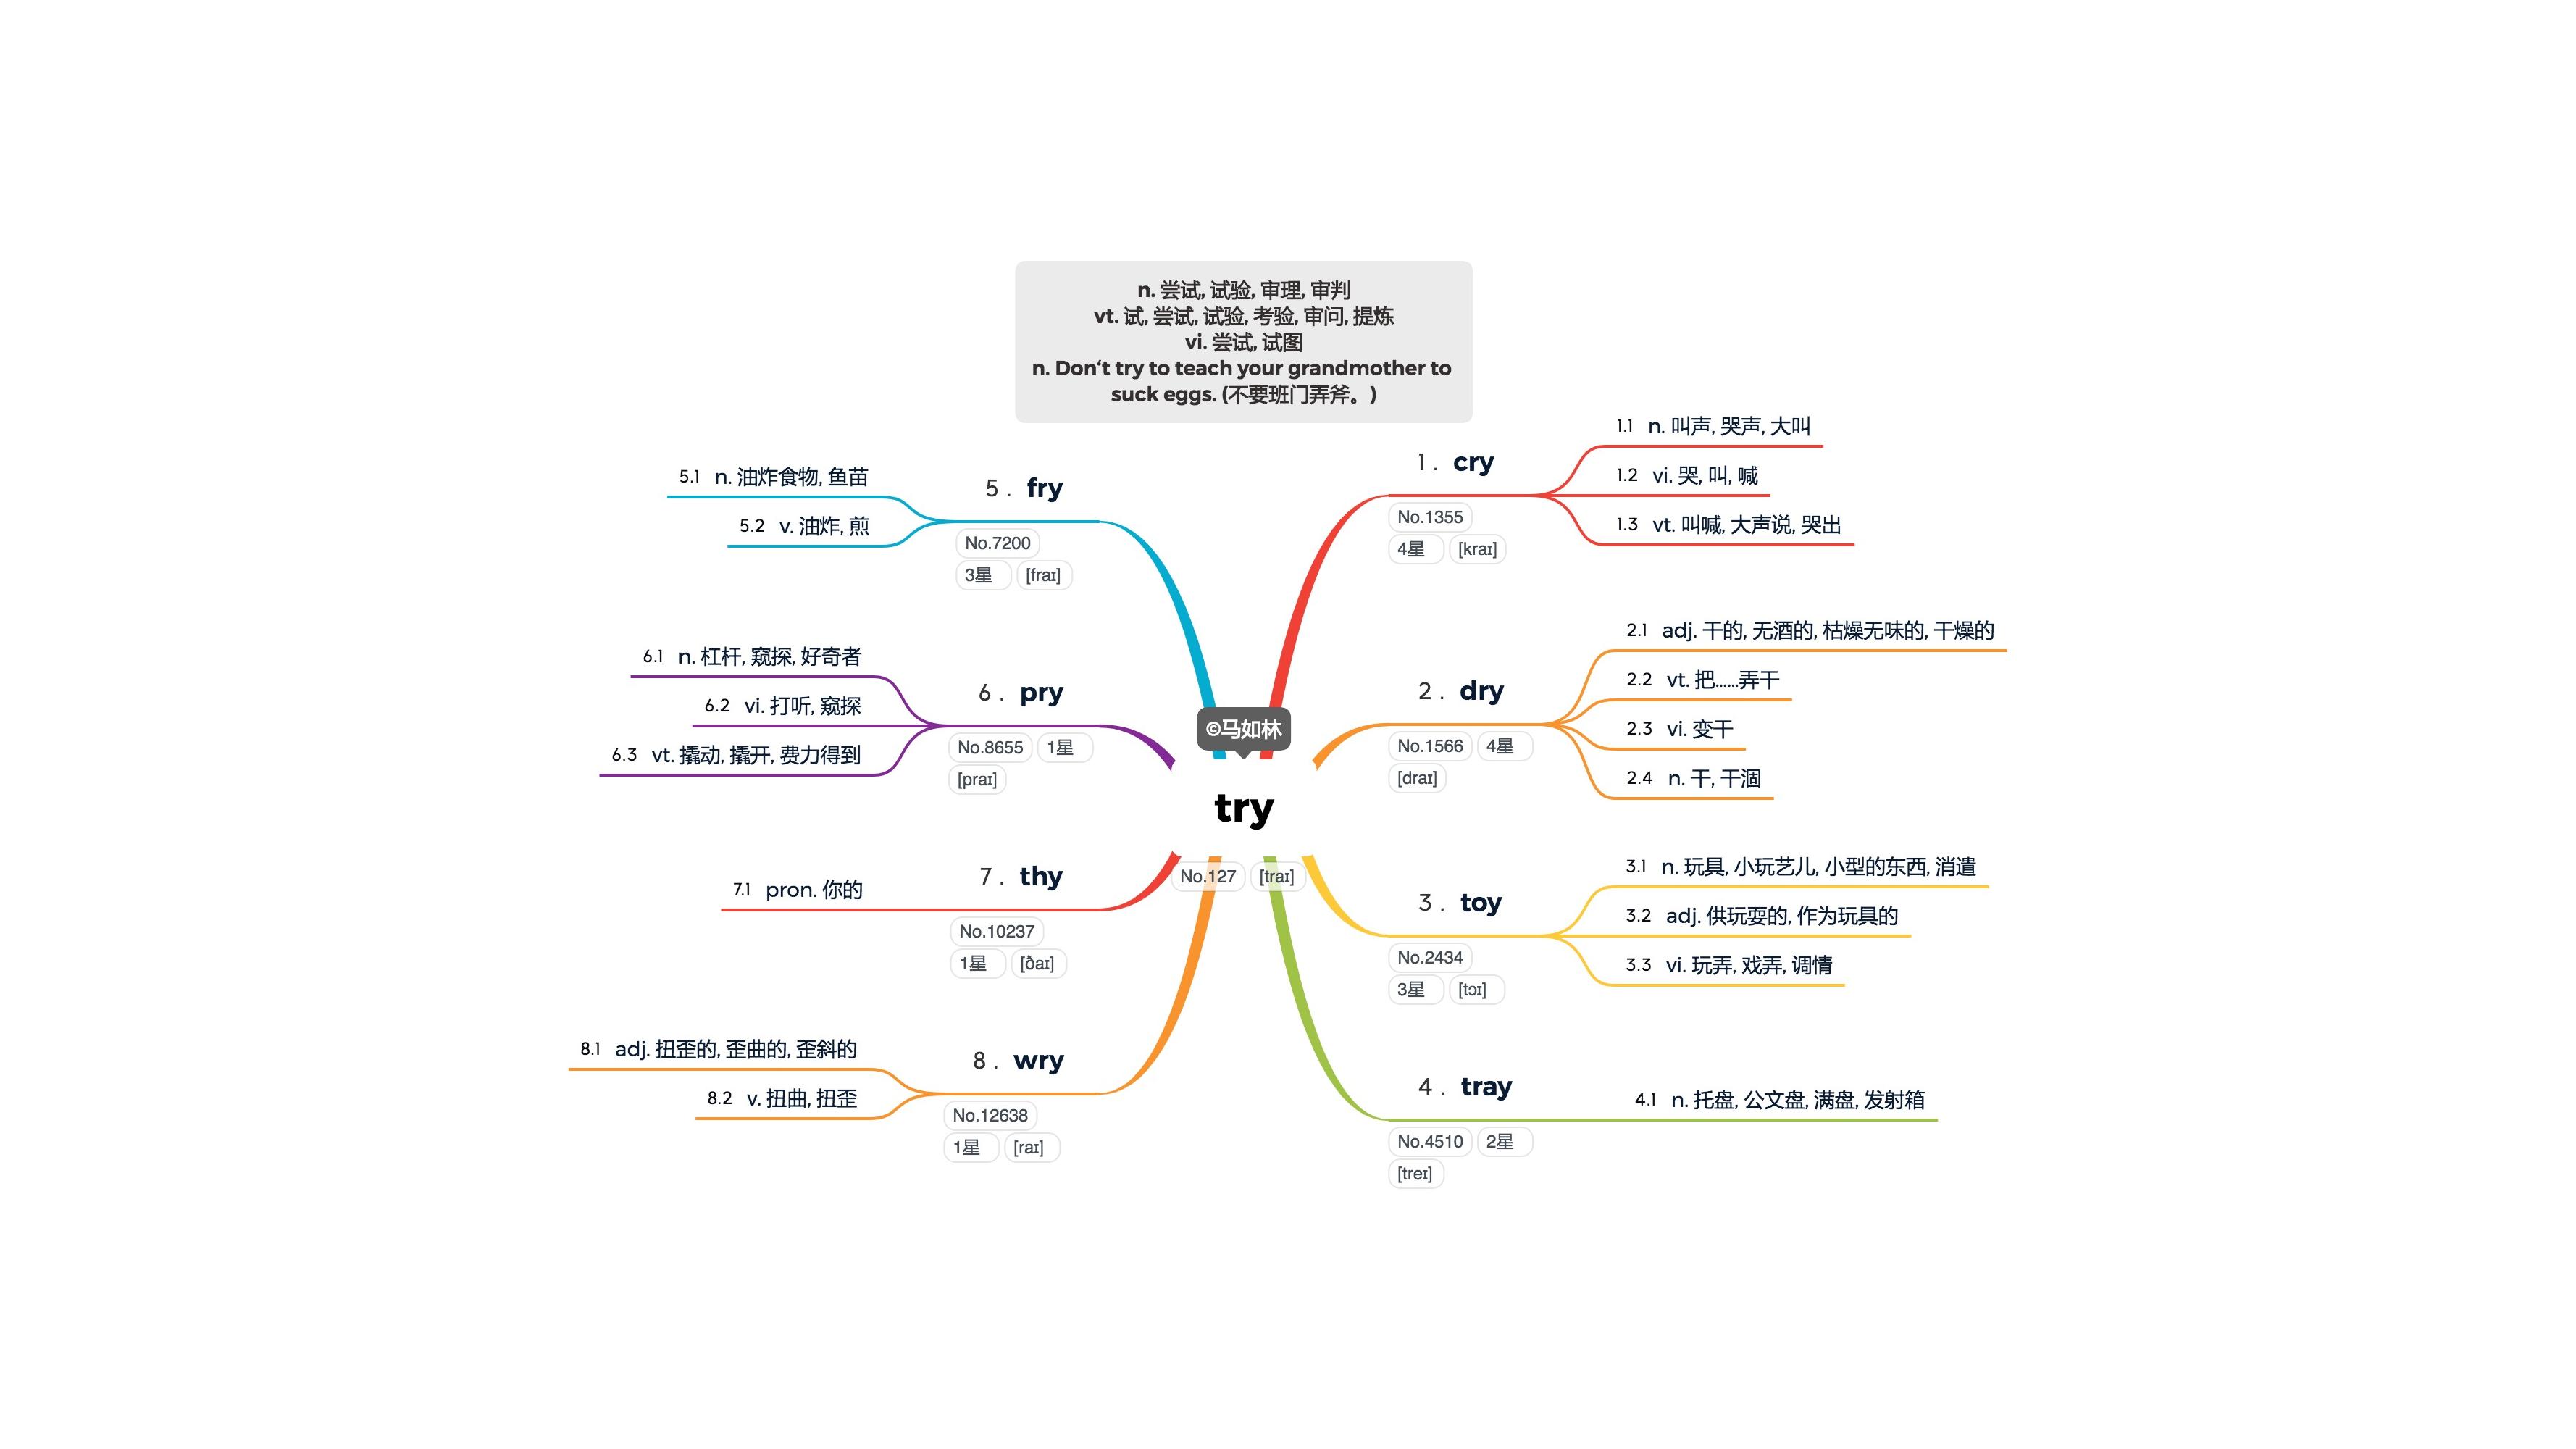 n. 尝试, 试验, 审理, 审判
vt. 试, 尝试, 试验, 考验, 审问, 提炼
vi. 尝试, 试图
n. Don‘t try to teach your grandmother to
suck eggs. (不要班门弄斧。)
©马如林
try
No.127 [traɪ]
1 . cry
No.1355
4星 [kraɪ]
1.1 n. 叫声, 哭声, 大叫
1.2 vi. 哭, 叫, 喊
1.3 vt. 叫喊, 大声说, 哭出
2 . dry
No.1566 4星
[draɪ]
2.1 adj. 干的, 无酒的, 枯燥无味的, 干燥的
2.2 vt. 把……弄干
2.3 vi. 变干
2.4 n. 干, 干涸
3 . toy
No.2434
3星 [tɔɪ]
3.1 n. 玩具, 小玩艺儿, 小型的东西, 消遣
3.2 adj. 供玩耍的, 作为玩具的
3.3 vi. 玩弄, 戏弄, 调情
4 . tray
No.4510 2星
[treɪ]
4.1 n. 托盘, 公文盘, 满盘, 发射箱
5 . fry
No.7200
3星 [fraɪ]
5.1 n. 油炸食物, 鱼苗
5.2 v. 油炸, 煎
6 . pry
No.8655 1星
[praɪ]
6.1 n. 杠杆, 窥探, 好奇者
6.2 vi. 打听, 窥探
6.3 vt. 撬动, 撬开, 费力得到
7 . thy
No.10237
1星 [ðaɪ]
7.1 pron. 你的
8 . wry
No.12638
1星 [raɪ]
8.1 adj. 扭歪的, 歪曲的, 歪斜的
8.2 v. 扭曲, 扭歪